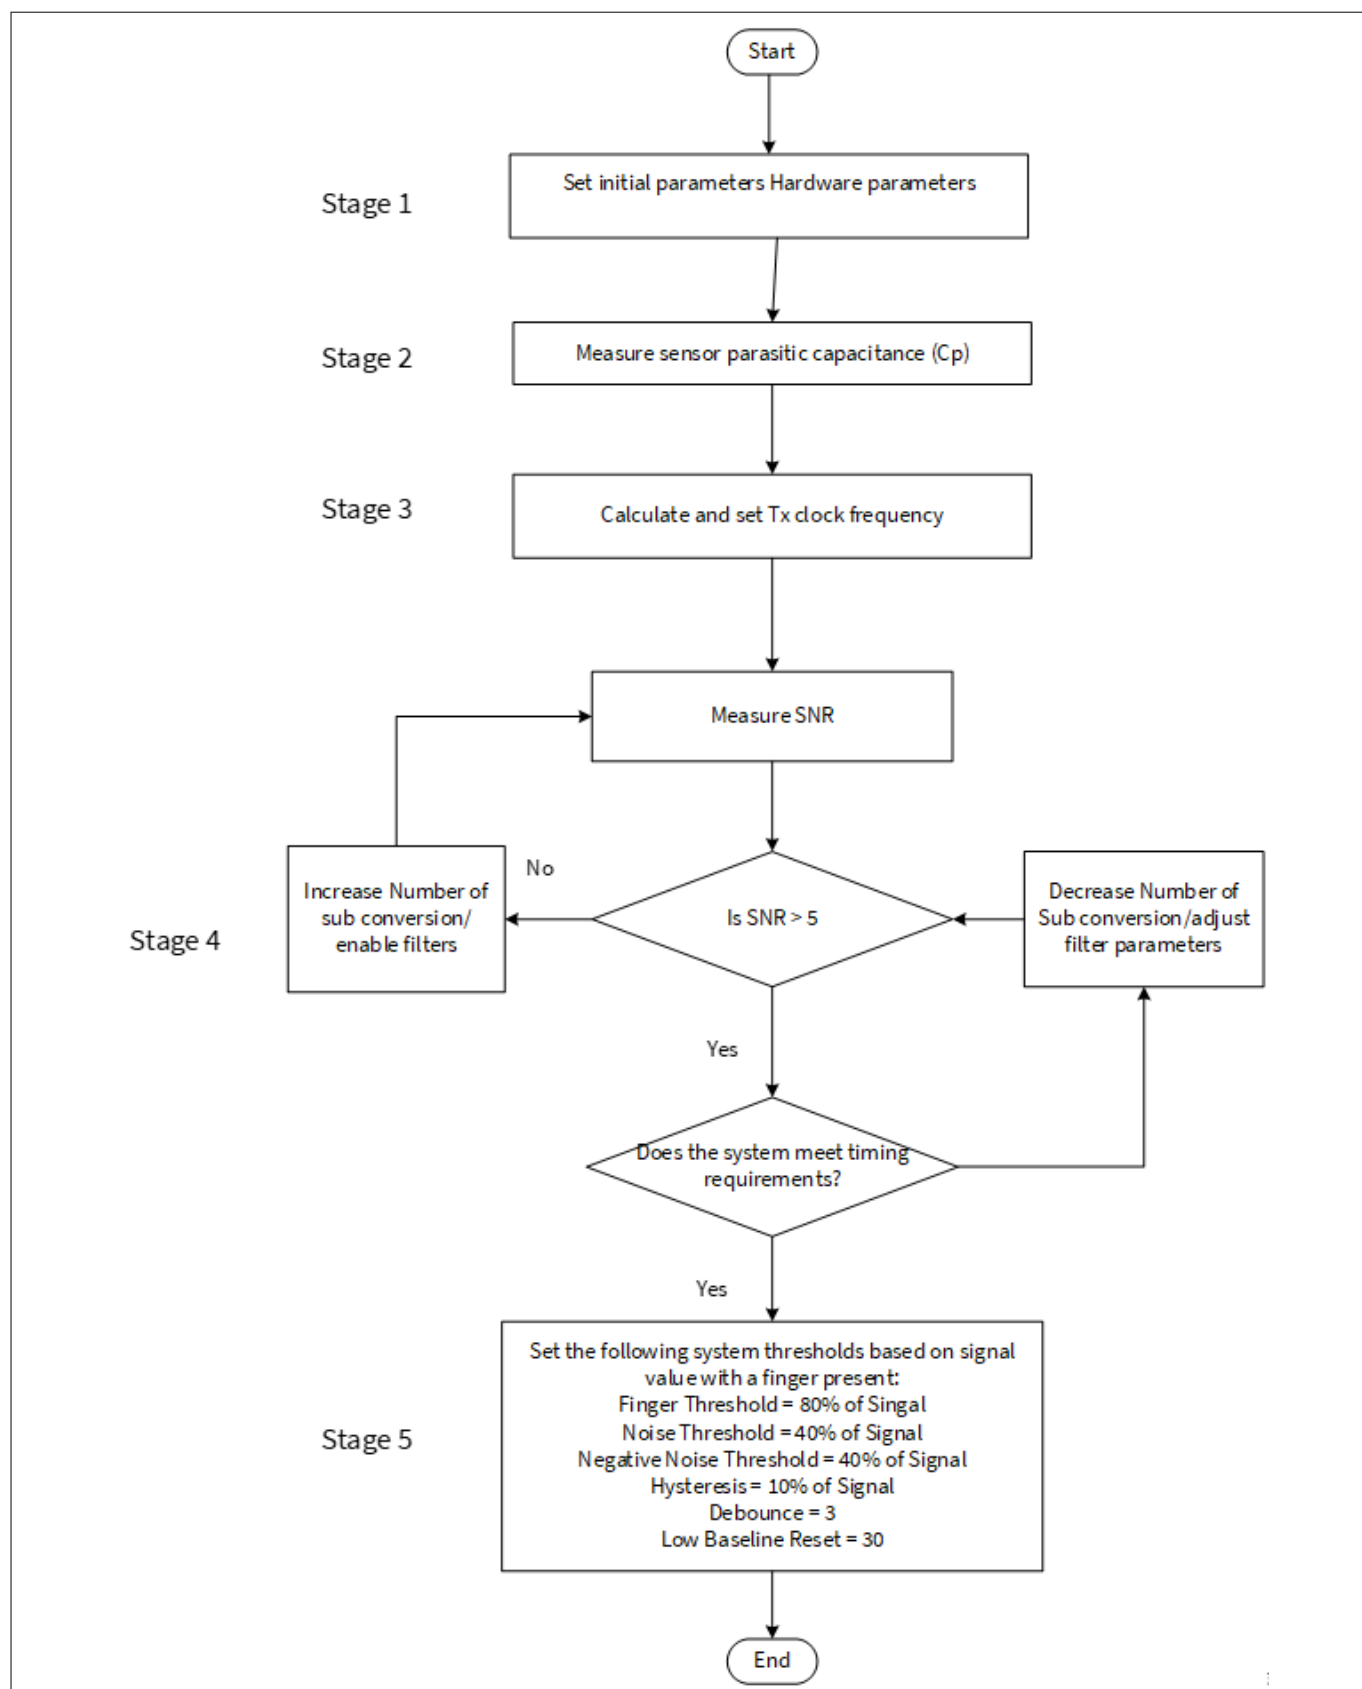 Start
Stage 1
Set initial parameters Hardware parameters
Stage 2
Measure sensor parasitic capacitance (Cp)
Stage 3
Calculate and set Tx clock frequency
Measure SNR
Stage 4
Increase Number of
sub conversion/
enable filters
No
Is SNR > 5
Decrease Number of
Sub conversion/adjust
filter parameters
Yes
Does the system meet timing
requirements?
Yes
Stage 5
Set the following system thresholds based on signal
value with a finger present:
Finger Threshold = 80% of Singal
Noise Threshold = 40% of Signal
Negative Noise Threshold = 40% of Signal
Hysteresis = 10% of Signal
Debounce = 3
Low Baseline Reset = 30
End